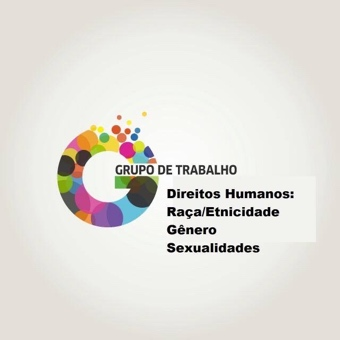 GRUPO DE TRABALHO
Direitos Humanos:
Raça/Etnicidade
Gênero
Sexualidades